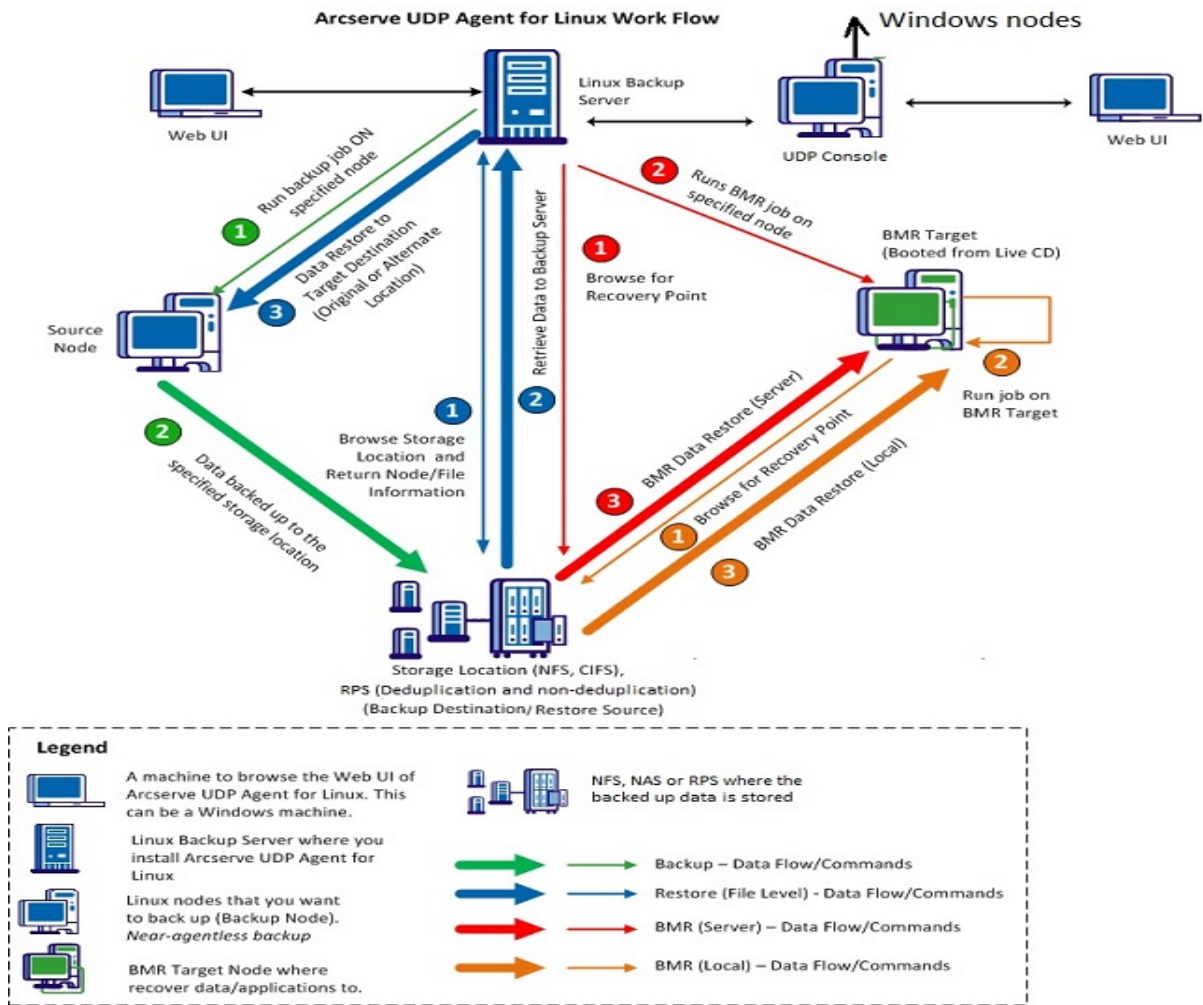 Arcserve UDP Agent for Linux Work Flow
Windows nodes
Web UI
Linux Backup
Server
UDP Console
Web UI
1
Run backup job ON
specified node
3
Data Restore to
Target Destination
(Original or Alternate
Location)
Source
Node
2
Data backed up to the
specified storage location
1
Browse Storage
Location and
Return Node/File
Information
2
Retrieve Data to Backup Server
1
Browse for
Recovery Point
2
Runs BMR job on
specified node
BMR Target
(Booted from Live CD)
2
Run job on
BMR Target
3
BMR Data Restore (Server)
1
Browse for Recovery Point
3
BMR Data Restore (Local)
Storage Location (NFS, CIFS),
RPS (Deduplication and non-deduplication)
(Backup Destination/Restore Source)
Legend
A machine to browse the Web UI of
Arcserve UDP Agent for Linux. This
can be a Windows machine.
Linux Backup Server where you
install Arcserve UDP Agent for
Linux
Linux nodes that you want
to back up (Backup Node).
Near-agentless backup
BMR Target Node where
recover data/applications to.
NFS, NAS or RPS where the
backed up data is stored
Backup – Data Flow/Commands
Restore (File Level) - Data Flow/Commands
BMR (Server) – Data Flow/Commands
BMR (Local) – Data Flow/Commands